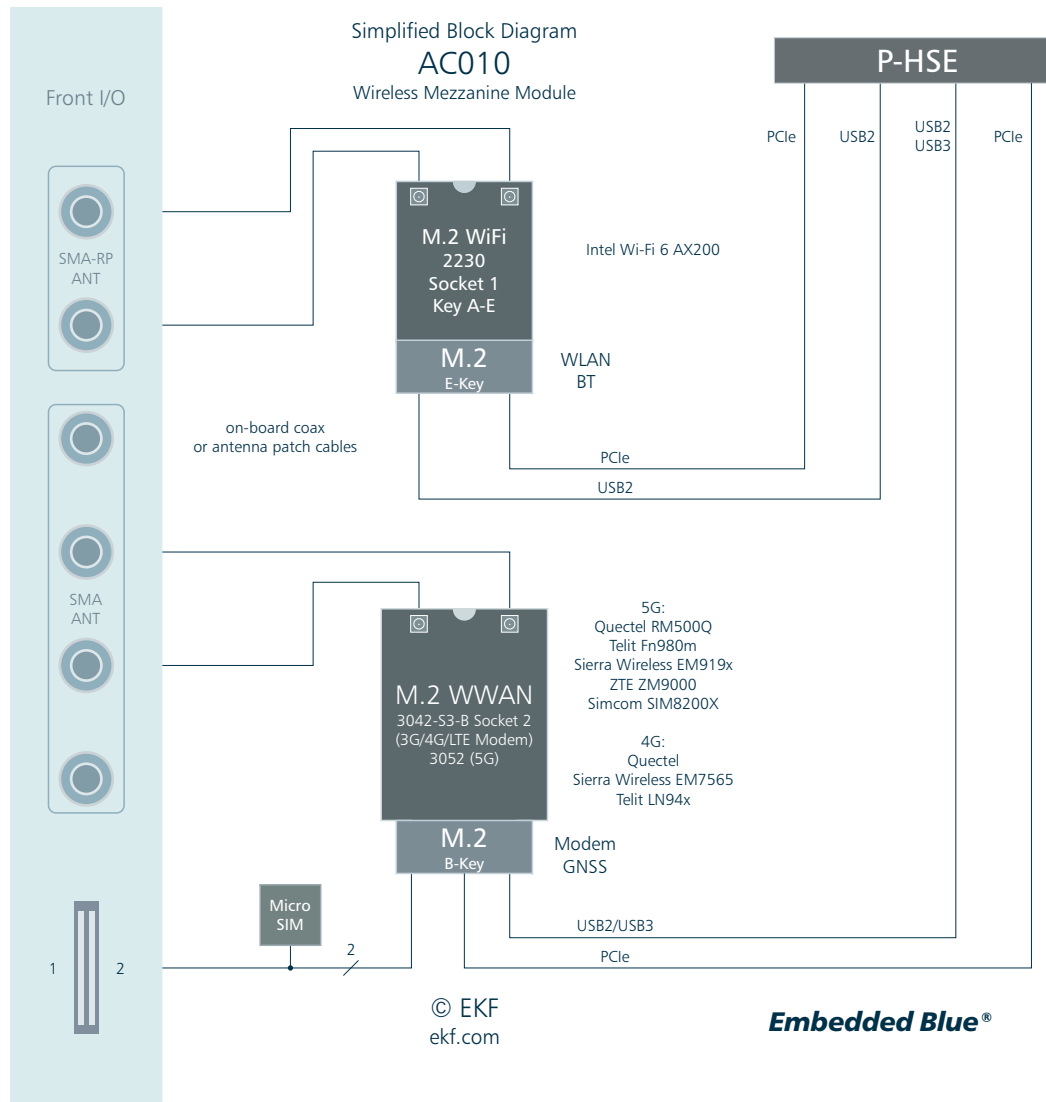 Simplified Block Diagram
AC010
Wireless Mezzanine Module
P-HSE
Front I/O
PCIe
USB2
USB2
USB3
PCIe
SMA-RP
ANT
M.2 WiFi
2230
Socket 1
Key A-E
Intel Wi-Fi 6 AX200
M.2
E-Key
WLAN
BT
on-board coax
or antenna patch cables
PCIe
USB2
SMA
ANT
M.2 WWAN
3042-S3-B Socket 2
(3G/4G/LTE Modem)
3052 (5G)
5G:
Quectel RM500Q
Telit Fn980m
Sierra Wireless EM919x
ZTE ZM9000
Simcom SIM8200X
4G:
Quectel
Sierra Wireless EM7565
Telit LN94x
M.2
B-Key
Modem
GNSS
Micro
SIM
USB2/USB3
PCIe
2
1
2
© EKF
ekf.com
Embedded Blue®